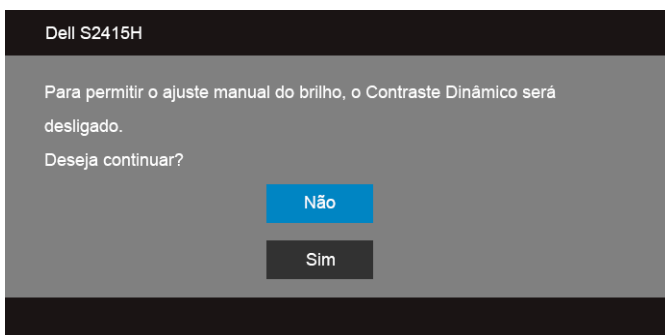 Dell S2415H
Para permitir o ajuste manual do brilho, o Contraste Dinâmico será
desligado.
Deseja continuar?
Não
Sim